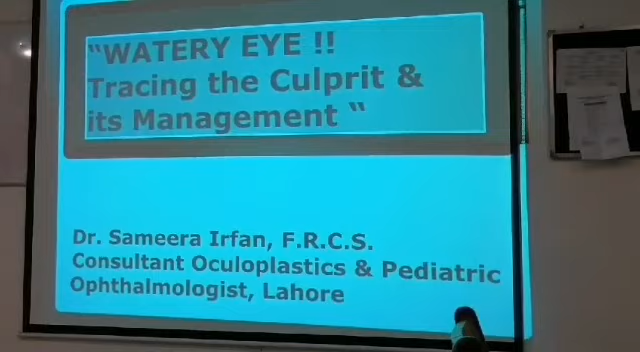 “WATERY EYE !!
Tracing the Culprit &
its Management “
Dr. Sameera Irfan, F.R.C.S.
Consultant Oculoplastics & Pediatric
Ophthalmologist, Lahore